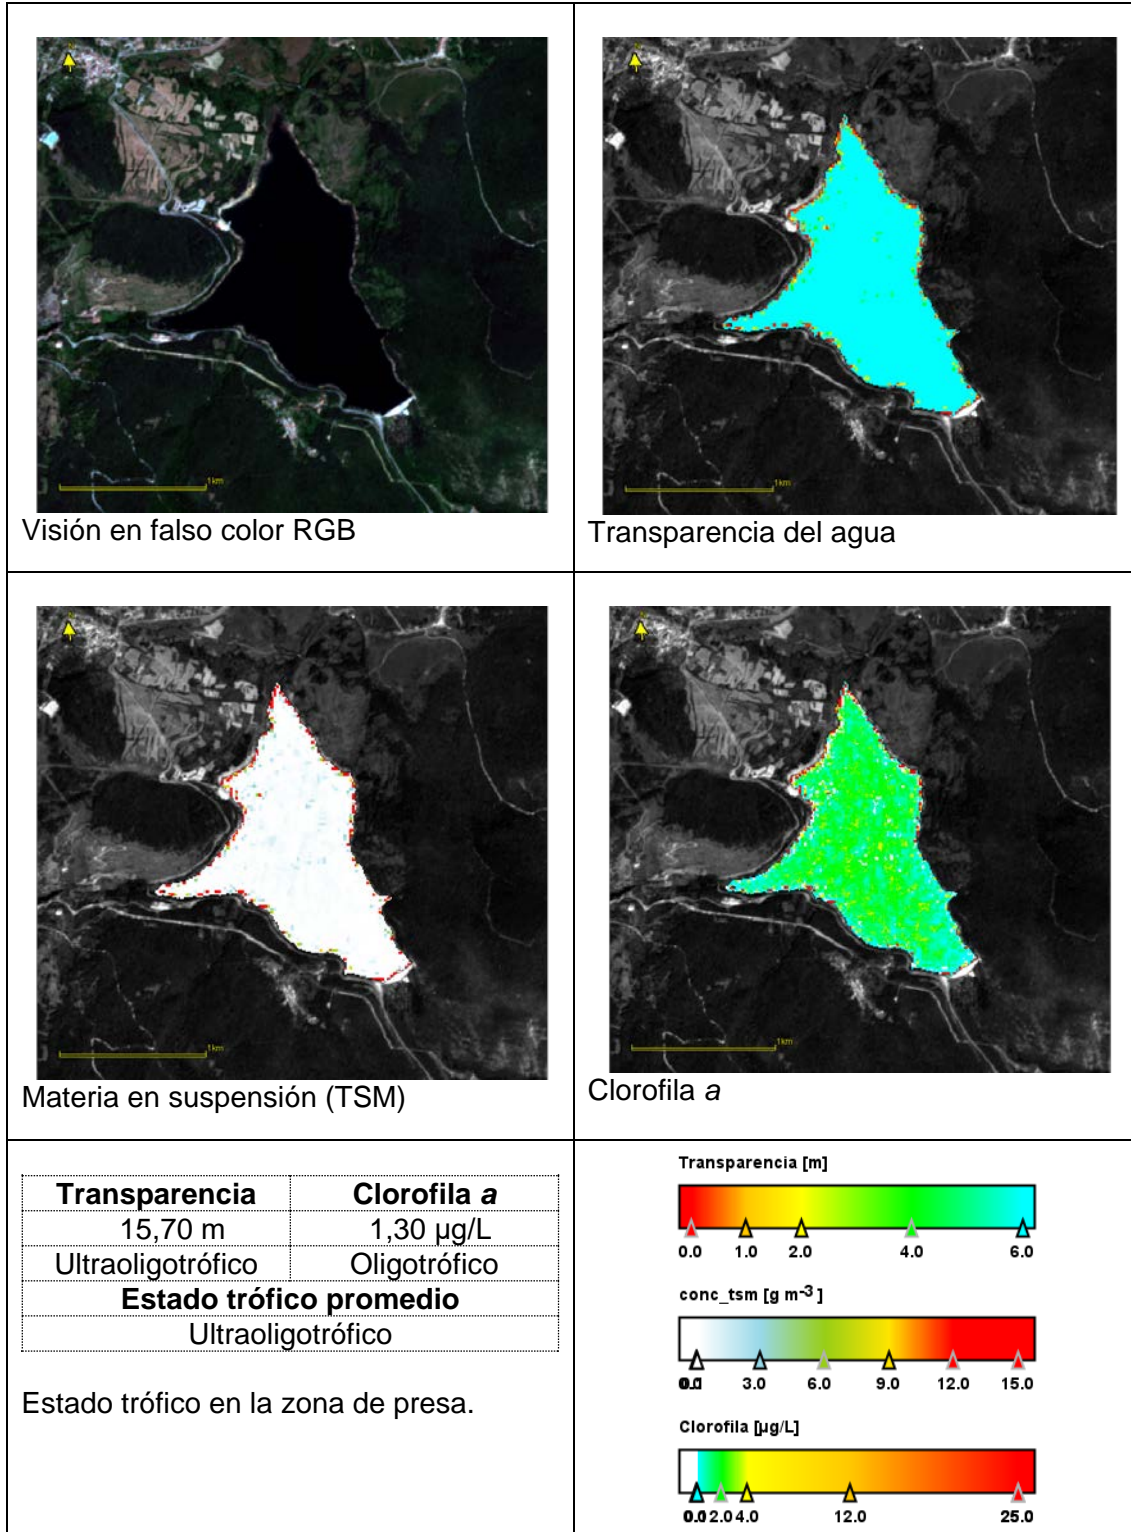 1km
Visión en falso color RGB
1km
Transparencia del agua
1km
Materia en suspensión (TSM)
1km
Clorofila a
Transparencia Clorofila a
15,70 m 1,30 µg/L
Ultraoligotrófico Oligotrófico
Estado trófico promedio
Ultraoligotrófico
Estado trófico en la zona de presa.
Transparencia [m]
0.0 1.0 2.0 4.0 6.0
conc_tsm [g m-3 ]
3.0 6.0 9.0 12.0 15.0
Clorofila [µg/L]
2.0 4.0 12.0 25.0